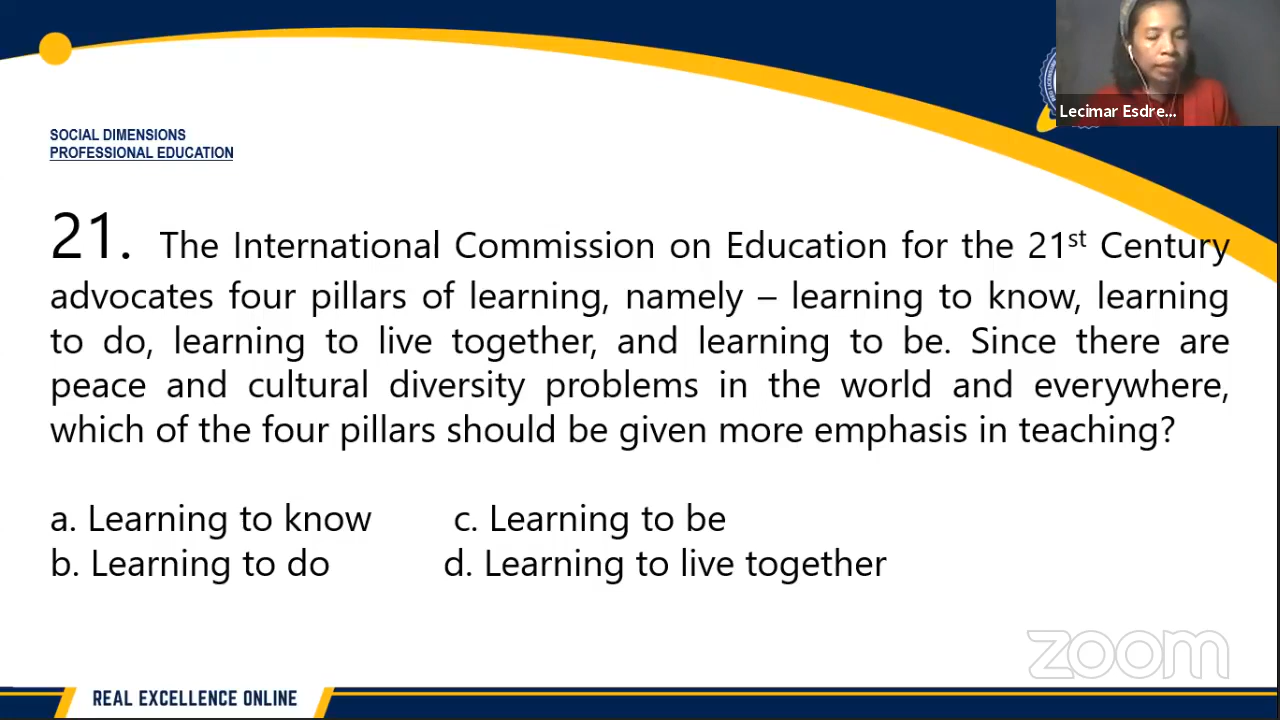 Lecimar Esdre...
SOCIAL DIMENSIONS
PROFESSIONAL EDUCATION
21. The International Commission on Education for the 21st Century
advocates four pillars of learning, namely – learning to know, learning
to do, learning to live together, and learning to be. Since there are
peace and cultural diversity problems in the world and everywhere,
which of the four pillars should be given more emphasis in teaching?
a. Learning to know c. Learning to be
b. Learning to do d. Learning to live together
zoom
REAL EXCELLENCE ONLINE